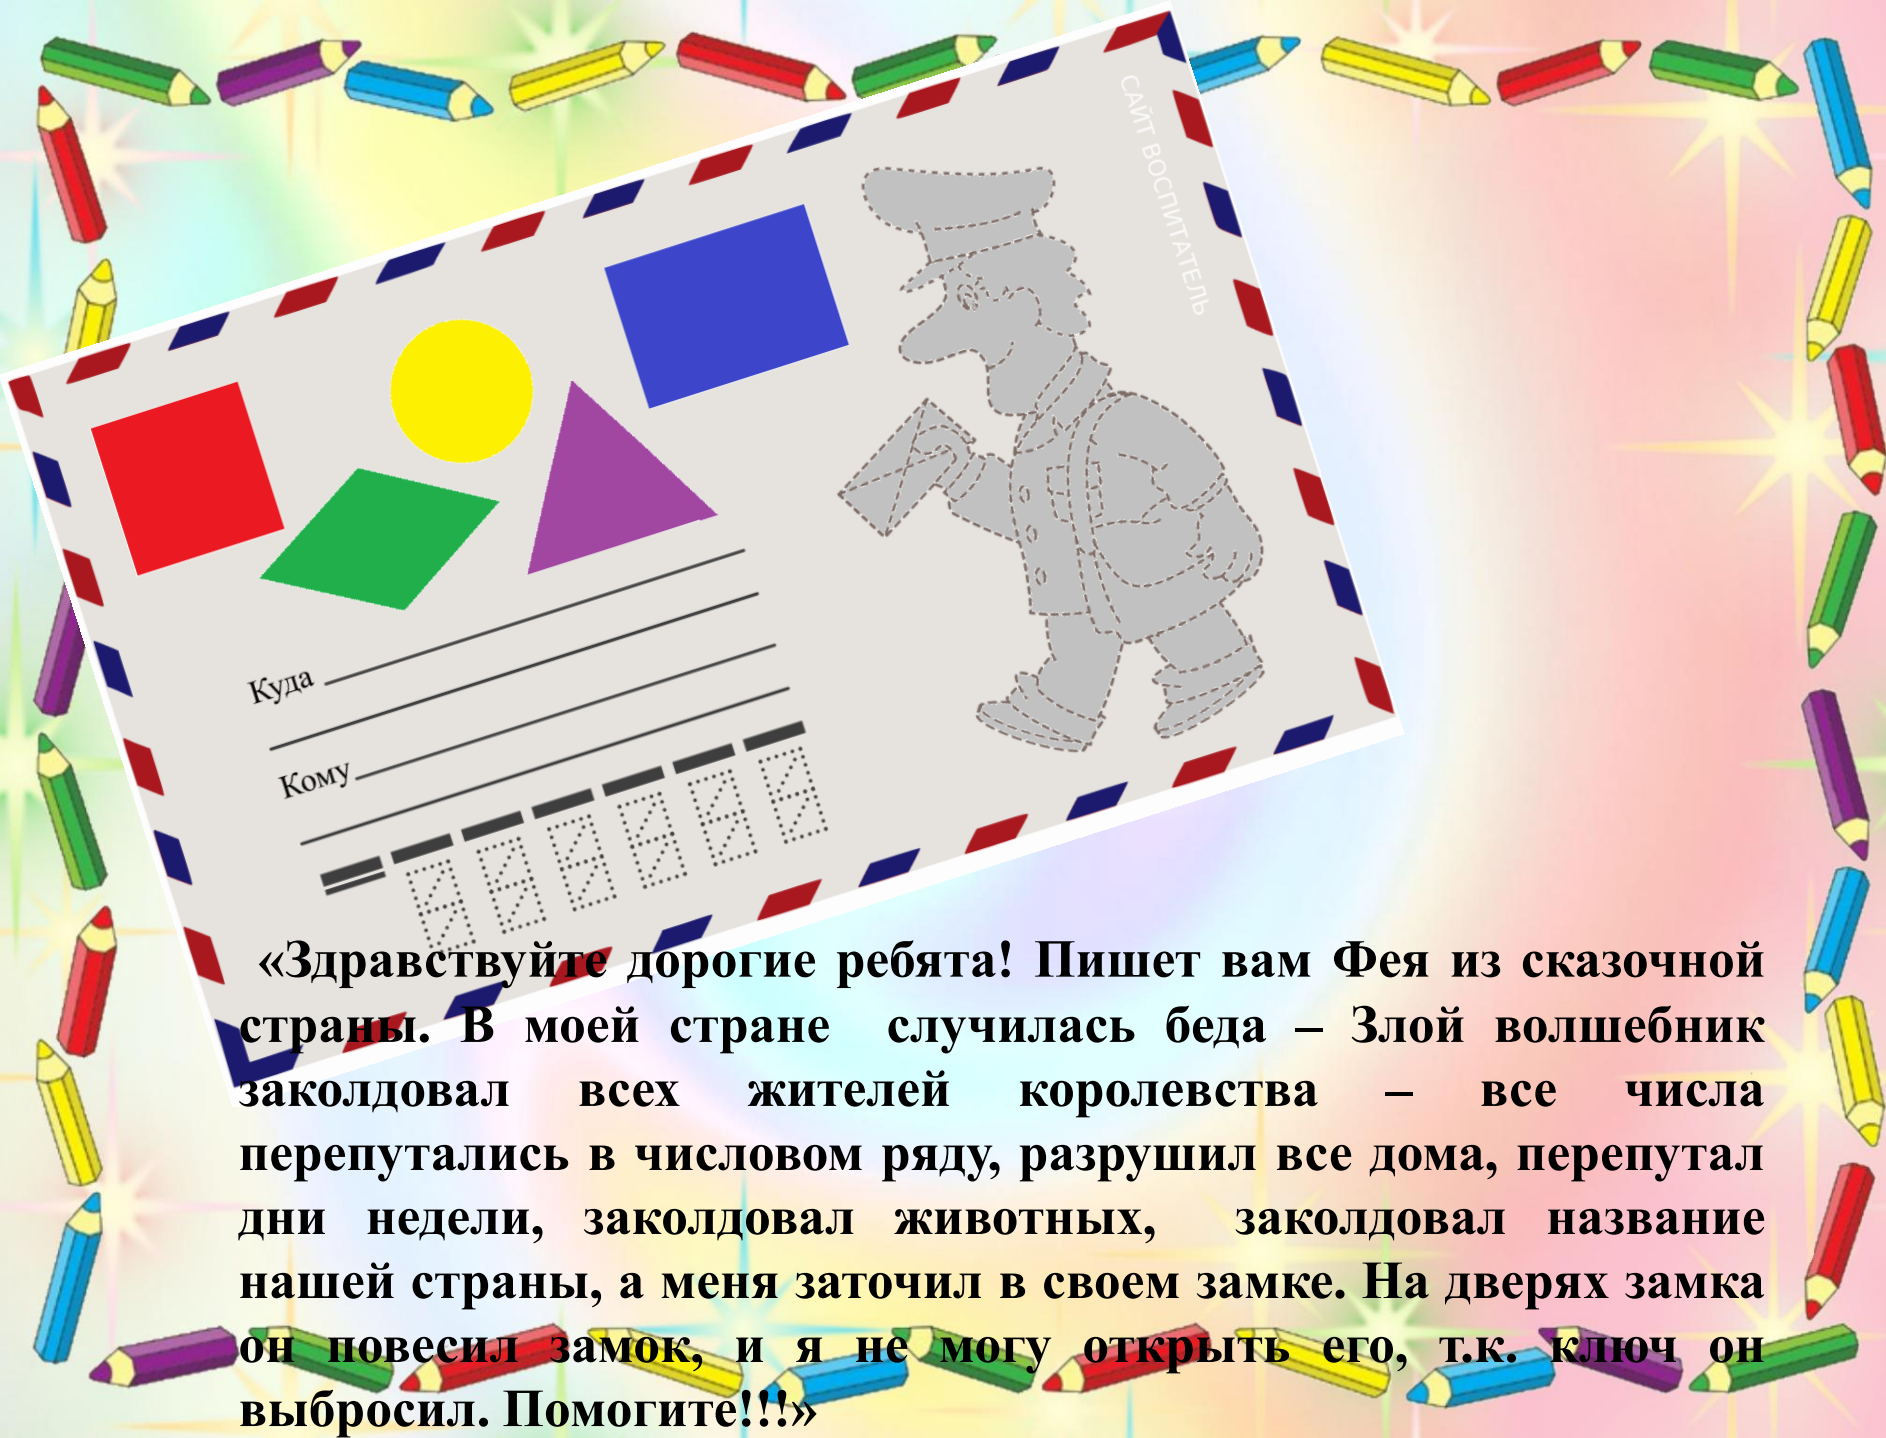 САЙТ ВОСПИТАТЕЛЬ
Куда
Кому
«Здравствуйте дорогие ребята! Пишет вам Фея из сказочной
страны. В моей стране случилась беда – Злой волшебник
заколдовал всех жителей королевства – все числа
перепутались в числовом ряду, разрушил все дома, перепутал
дни недели, заколдовал животных, заколдовал название
нашей страны, а меня заточил в своем замке. На дверях замка
он повесил замок, и я не могу открыть его, т.к. ключ он
выбросил. Помогите!!!»